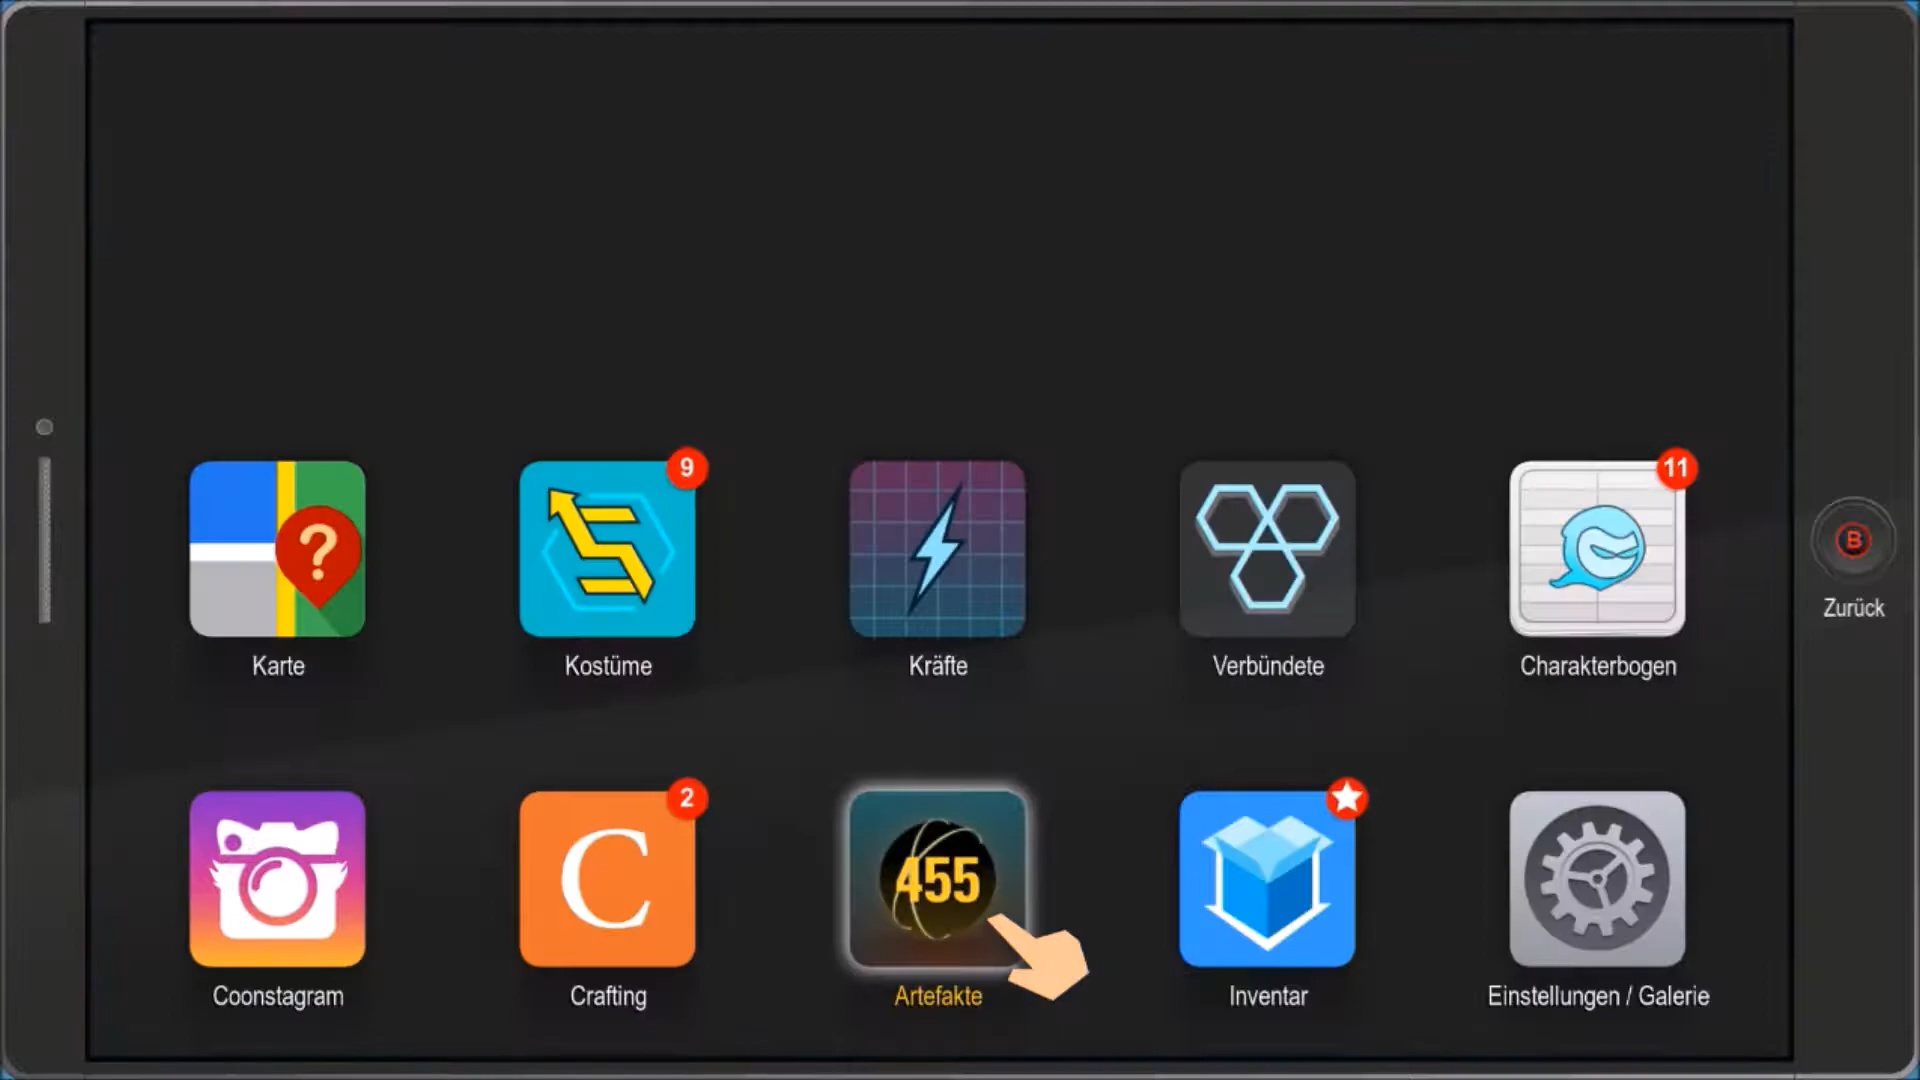 9
11
?
B
Karte
Kostüme
Kräfte
Verbündete
Charakterbogen
Zurück
2
C
455
Coonstagram
Crafting
Artefakte
Inventar
Einstellungen / Galerie